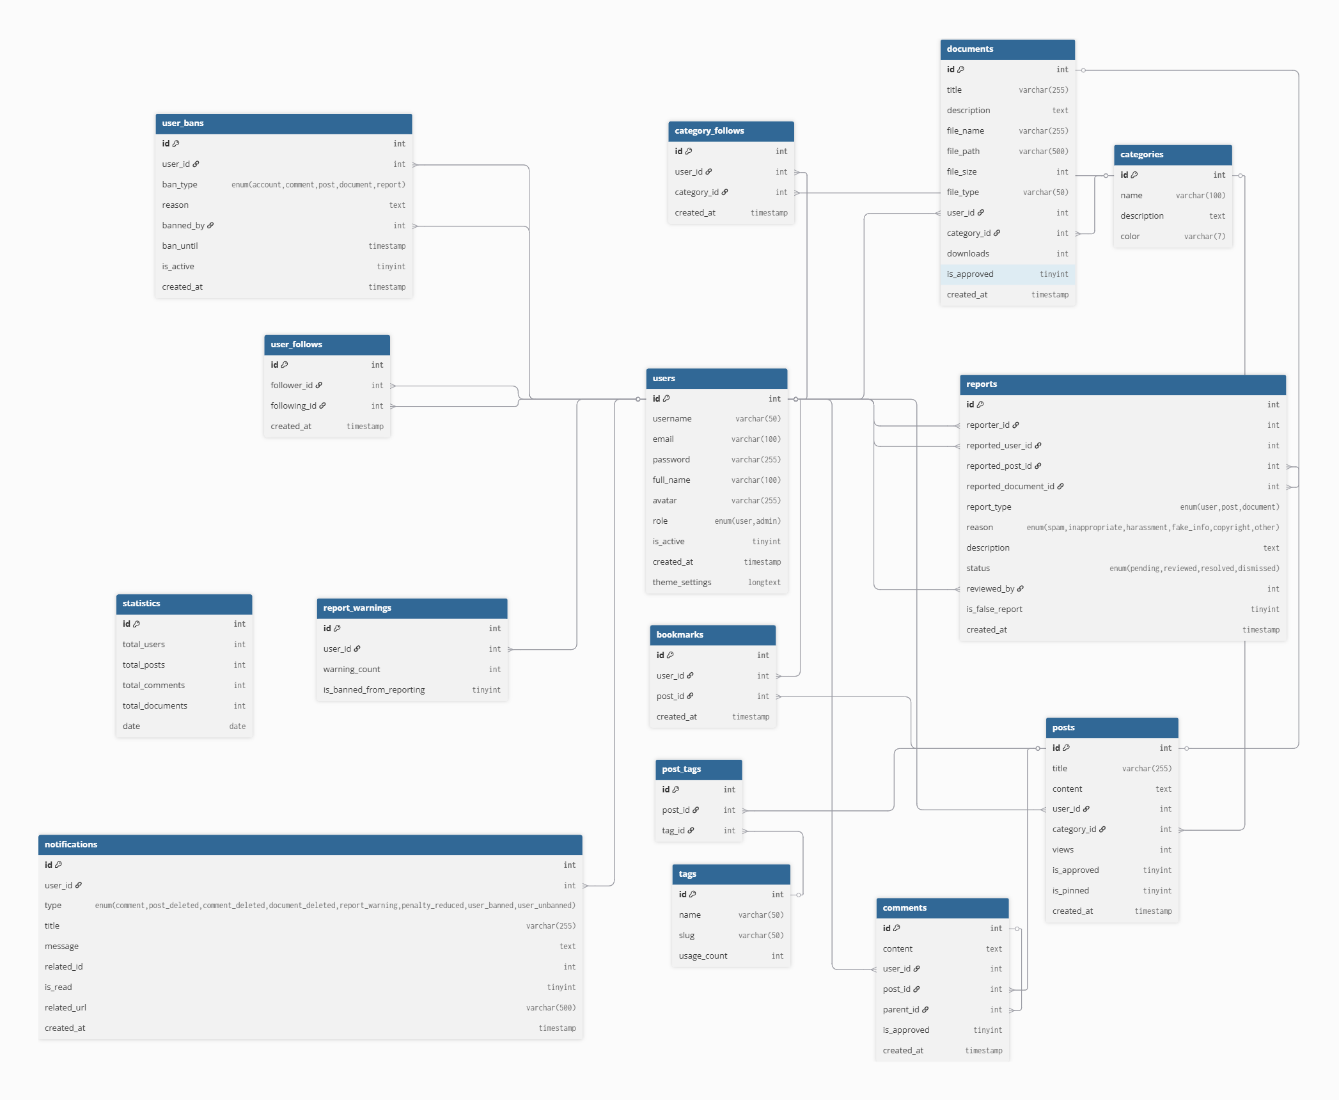 documents
id int
title varchar(255)
description text
file_name varchar(255)
file_path varchar(500)
file_size int
file_type varchar(50)
user_id int
category_id int
downloads int
is_approved tinyint
created_at timestamp
user_bans
id int
user_id int
ban_type enum(account,comment,post,document,report)
reason text
banned_by int
ban_until timestamp
is_active tinyint
created_at timestamp
category_follows
id int
user_id int
category_id int
created_at timestamp
categories
id int
name varchar(100)
description text
color varchar(7)
user_follows
id int
follower_id int
following_id int
created_at timestamp
users
id int
username varchar(50)
email varchar(100)
password varchar(255)
full_name varchar(100)
avatar varchar(255)
role enum(user,admin)
is_active tinyint
created_at timestamp
theme_settings longtext
reports
id int
reporter_id int
reported_user_id int
reported_post_id int
reported_document_id int
report_type enum(user,post,document)
reason enum(spam,inappropriate,harassment,fake_info,copyright,other)
description text
status enum(pending,reviewed,resolved,dismissed)
reviewed_by int
is_false_report tinyint
created_at timestamp
statistics
id int
total_users int
total_posts int
total_comments int
total_documents int
date date
report_warnings
id int
user_id int
warning_count int
is_banned_from_reporting tinyint
bookmarks
id int
user_id int
post_id int
created_at timestamp
posts
id int
title varchar(255)
content text
user_id int
category_id int
views int
is_approved tinyint
is_pinned tinyint
created_at timestamp
post_tags
id int
post_id int
tag_id int
notifications
id int
user_id int
type enum(comment,post_deleted,comment_deleted,document_deleted,report_warning,penalty_reduced,user_banned,user_unbanned)
title varchar(255)
message text
related_id int
is_read tinyint
related_url varchar(500)
created_at timestamp
tags
id int
name varchar(50)
slug varchar(50)
usage_count int
comments
id int
content text
user_id int
post_id int
parent_id int
is_approved tinyint
created_at timestamp